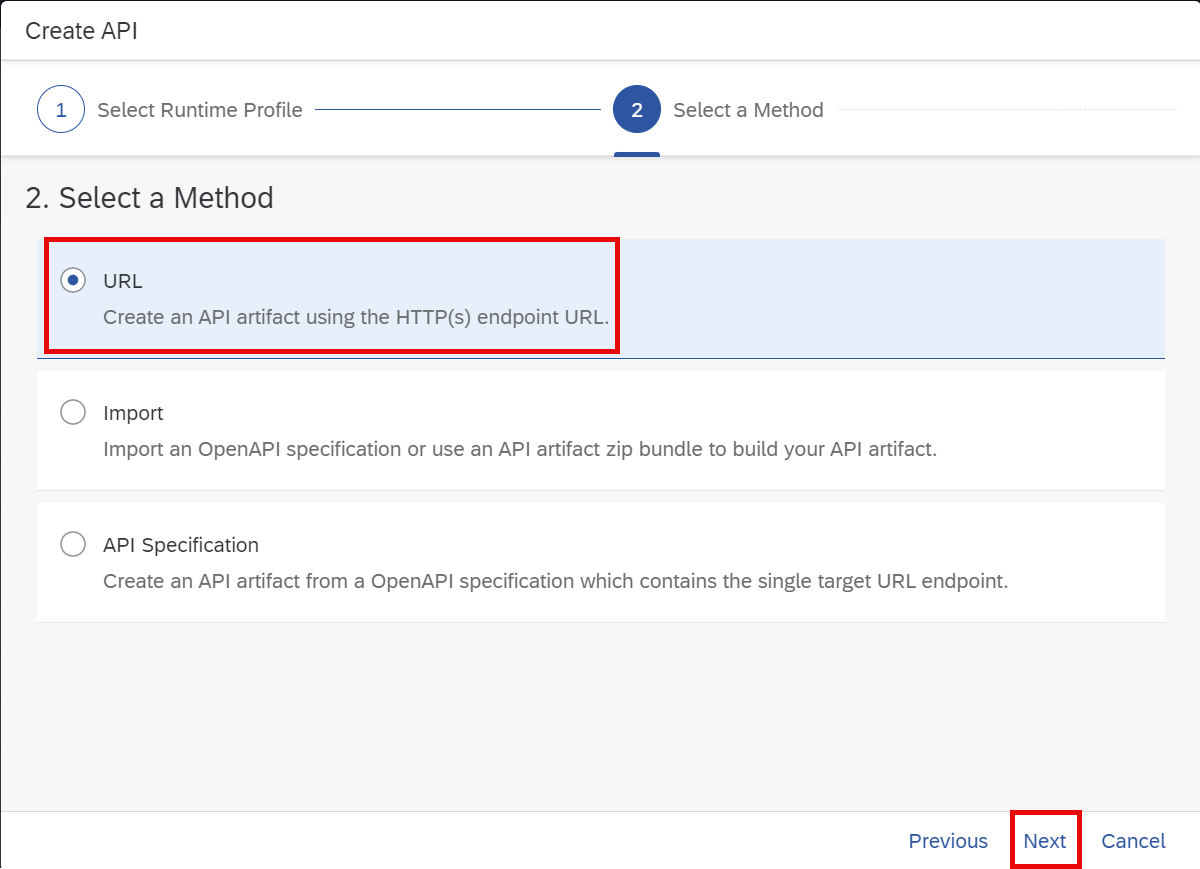 Create API
1 Select Runtime Profile 2 Select a Method
2. Select a Method
URL
Create an API artifact using the HTTP(s) endpoint URL.
Import
Import an OpenAPI specification or use an API artifact zip bundle to build your API artifact.
API Specification
Create an API artifact from a OpenAPI specification which contains the single target URL endpoint.
Previous Next Cancel